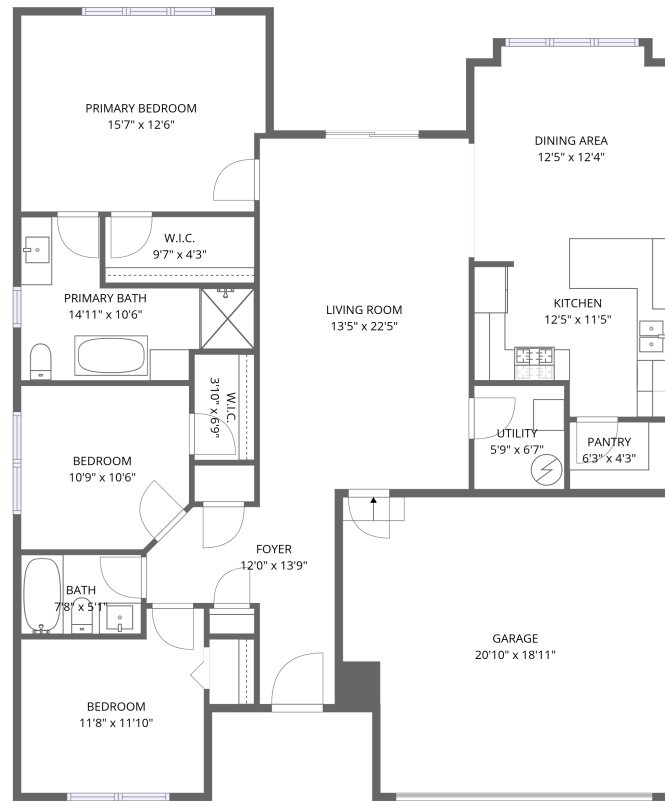 PRIMARY BEDROOM
15'7" x 12'6"
DINING AREA
12'5" x 12'4"
W.I.C.
9'7" x 4'3"
PRIMARY BATH
14'11" x 10'6"
LIVING ROOM
13'5" x 22'5"
KITCHEN
12'5" x 11'5"
W.I.C.
3'10" x 6'9"
BEDROOM
10'9" x 10'6"
UTILITY
5'9" x 6'7"
PANTRY
6'3" x 4'3"
FOYER
12'0" x 13'9"
BATH
7'8" x 5'1"
GARAGE
20'10" x 18'11"
BEDROOM
11'8" x 11'10"